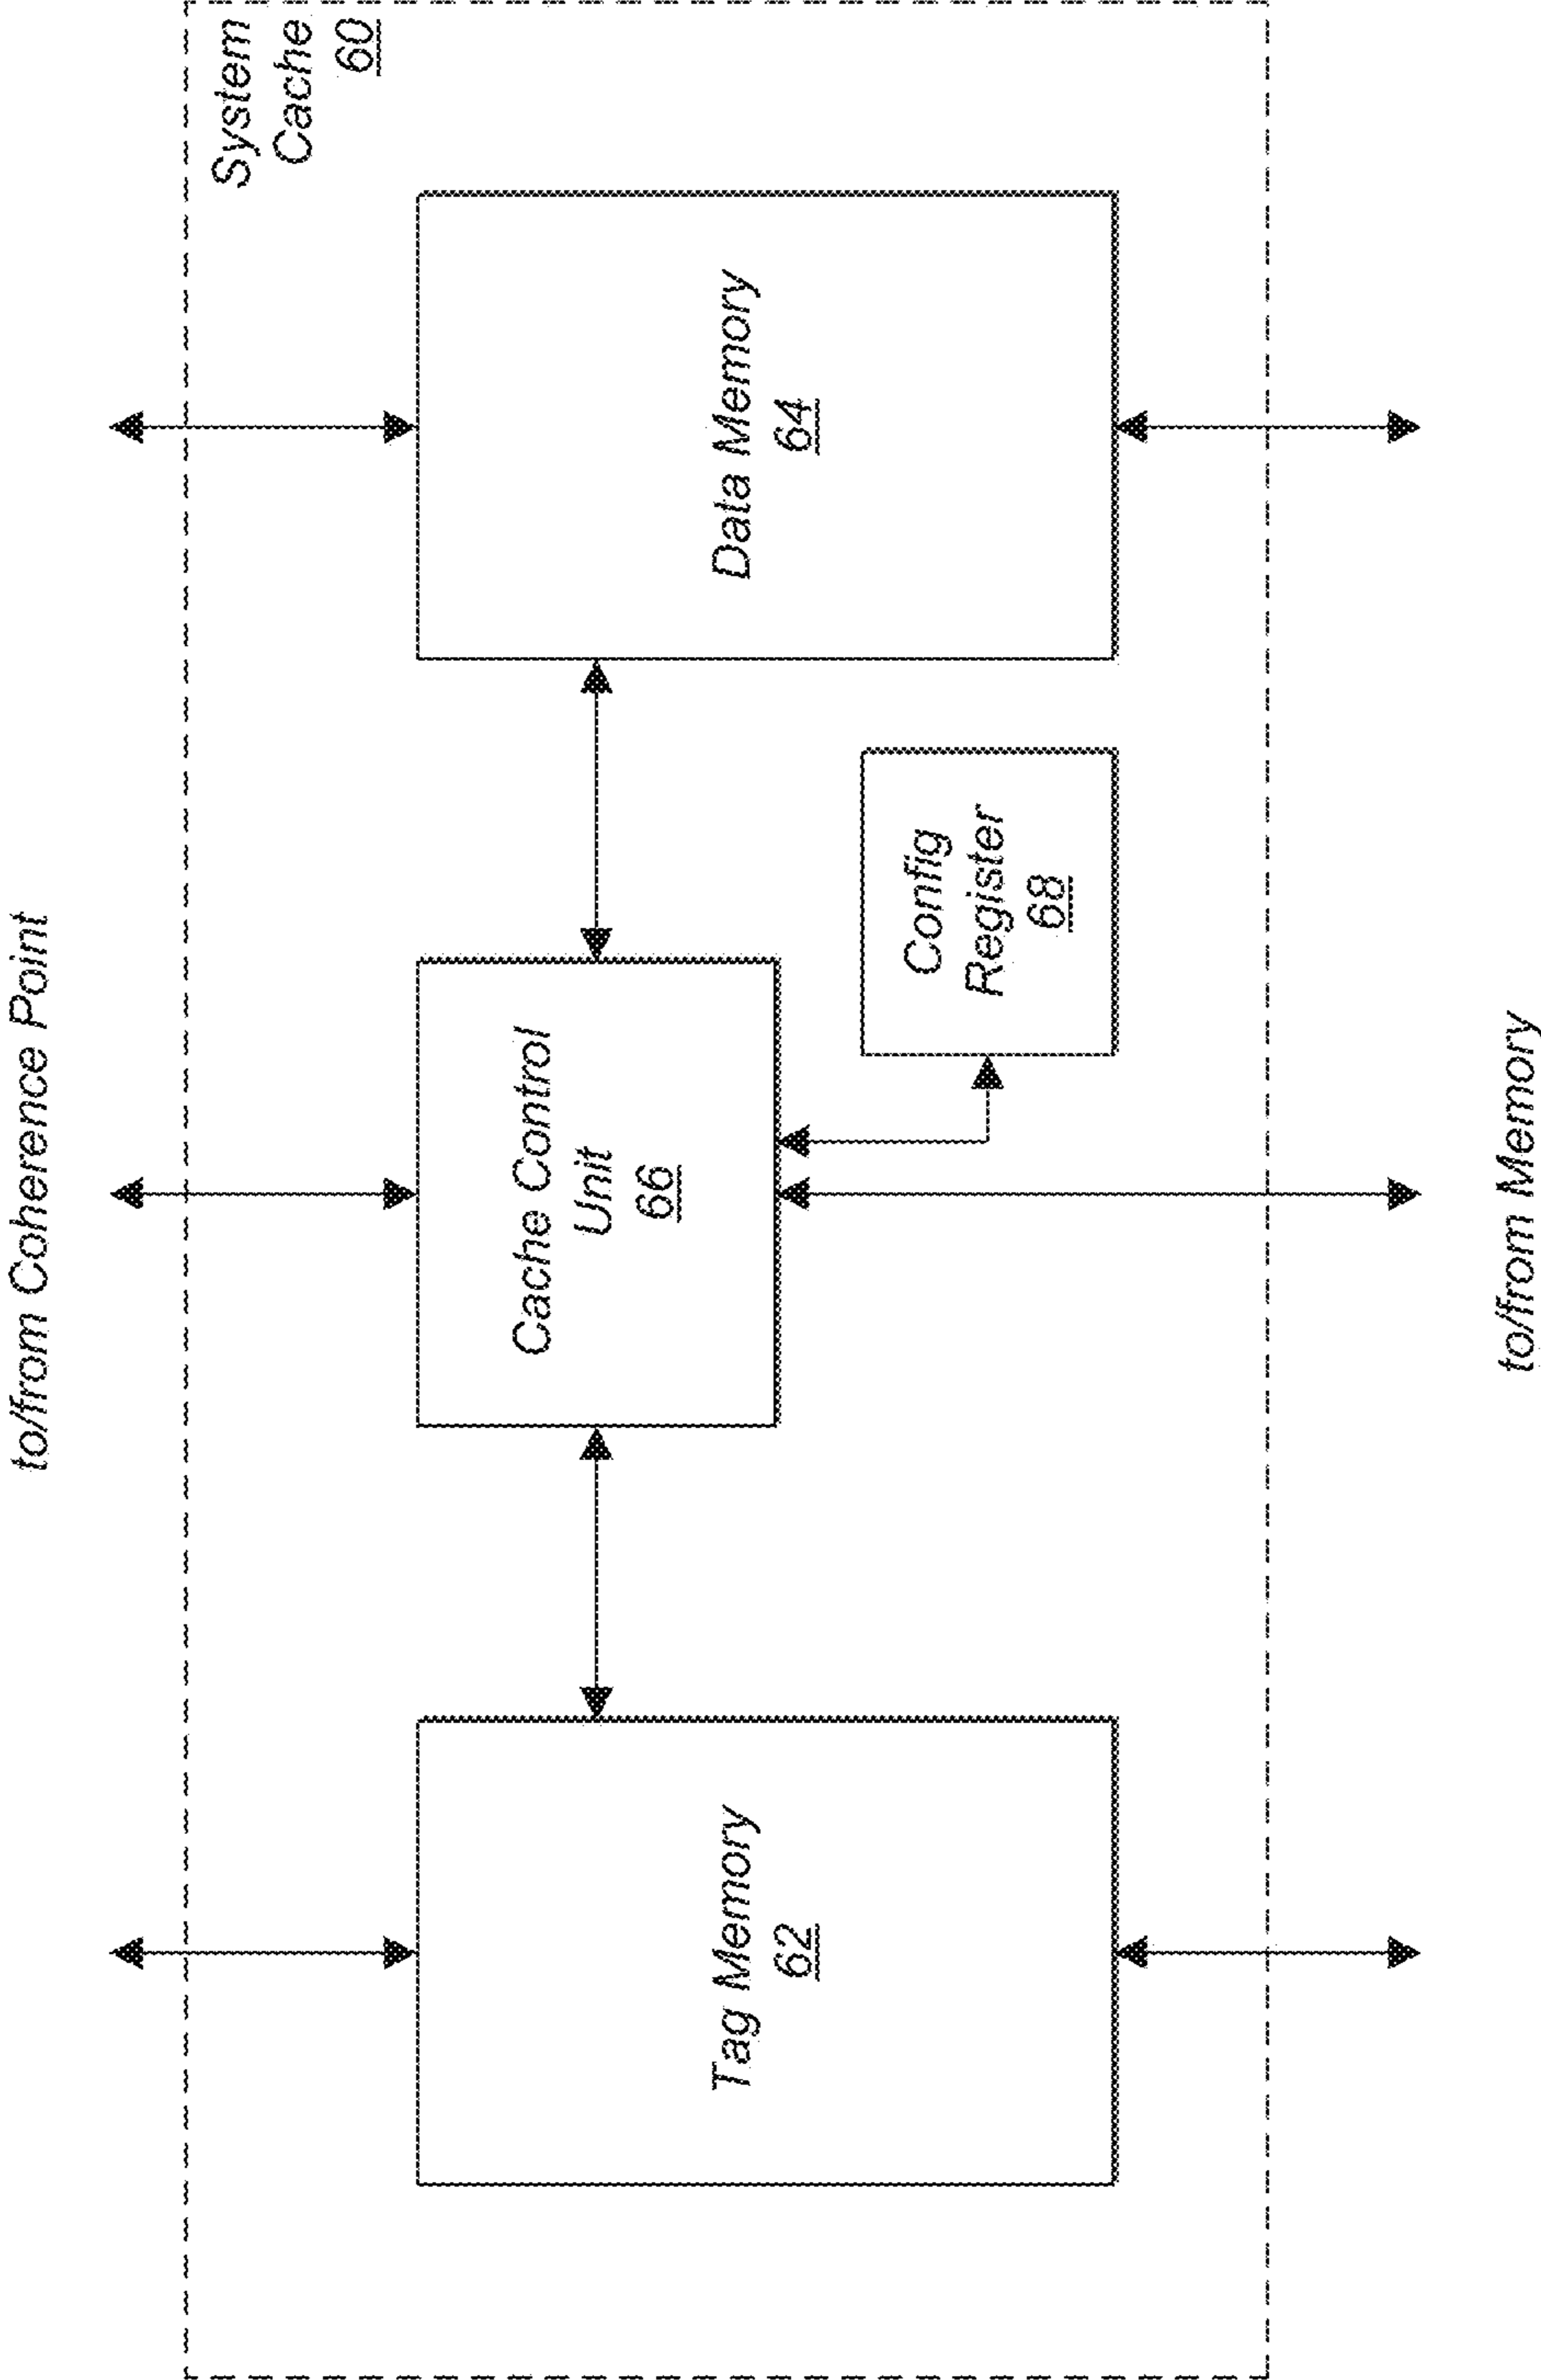 to/from Coherence Point
System
Cache
60
Tag Memory
62
Cache Control
Unit
66
Data Memory
64
Config
Register
68
to/from Memory